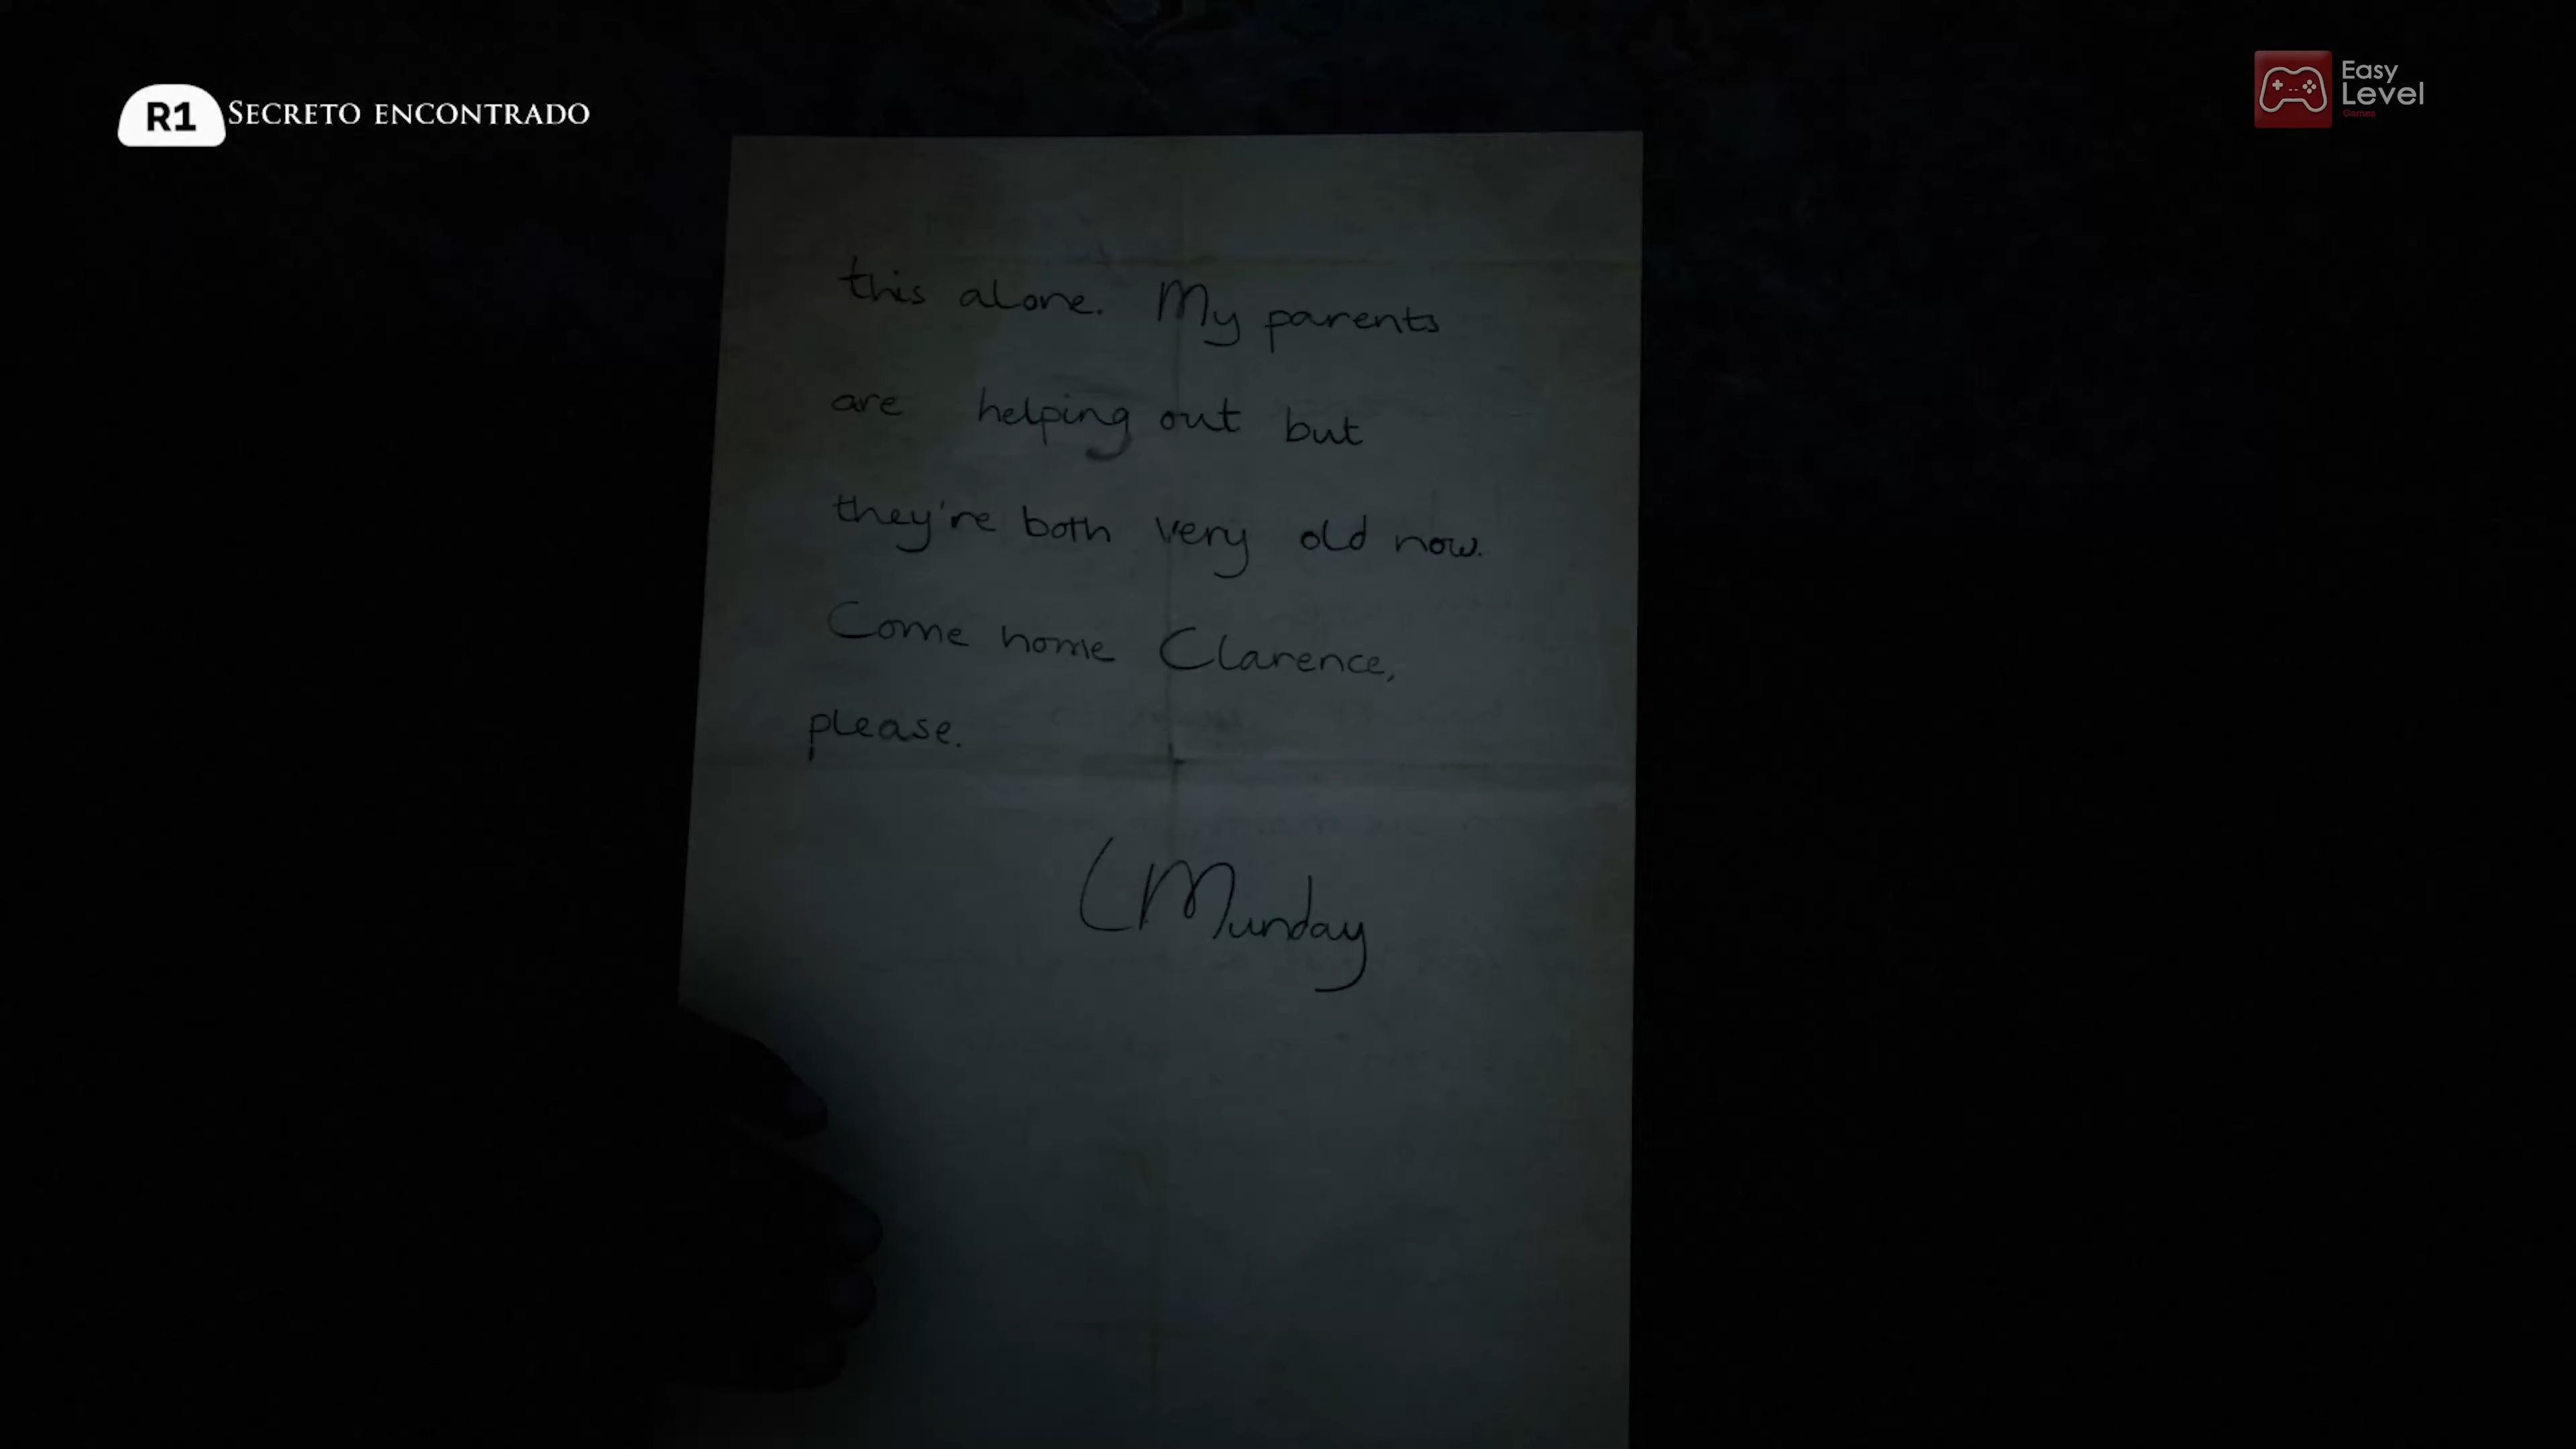 R1 SECRETO ENCONTRADO
Easy
Level
Games
this alone. My parents
are helping out but
they're both very old now.
Come home Clarence,
please.
L Munday